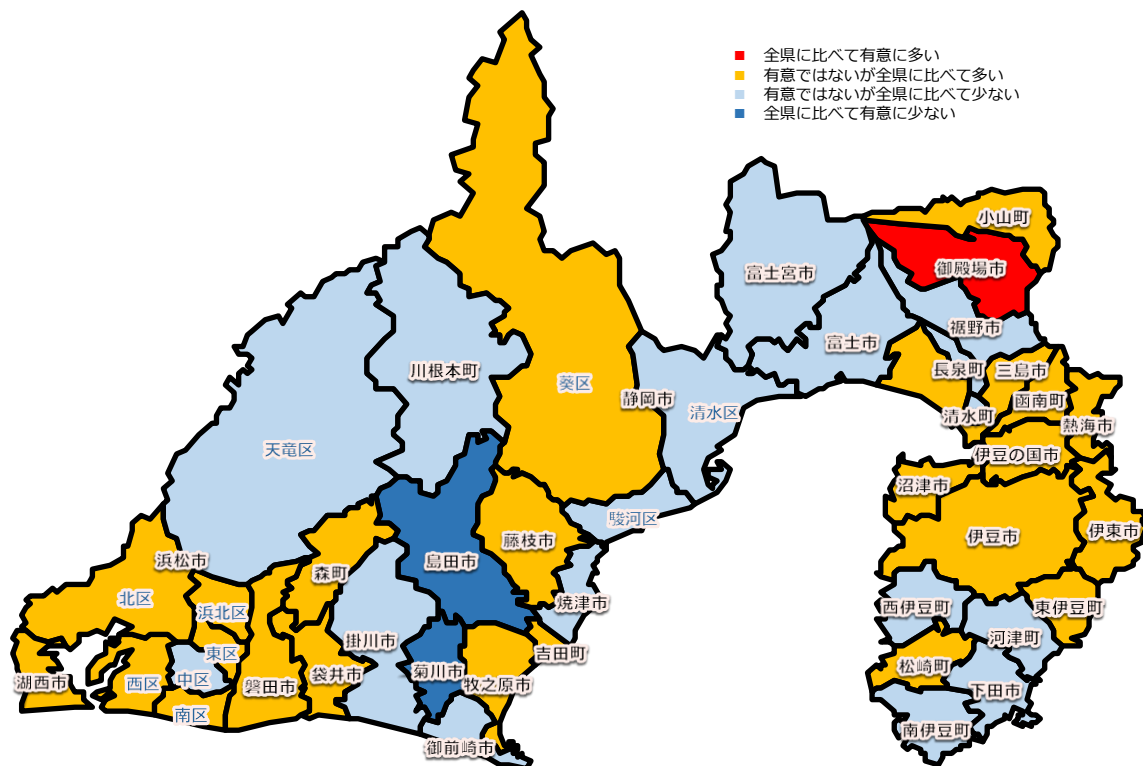 全県に比べて有意に多い
有意ではないが全県に比べて多い
有意ではないが全県に比べて少ない
全県に比べて有意に少ない
小山町
御殿場市
富士宮市
裾野市
富士市
長泉町
三島市
川根本町
葵区
静岡市
清水区
清水町
函南町
熱海市
天竜区
伊豆の国市
沼津市
駿河区
伊東市
藤枝市
伊豆市
浜松市
島田市
森町
北区
浜北区
焼津市
西伊豆町
東伊豆町
掛川市
河津町
東区
吉田町
湖西市
西区
中区
磐田市
袋井市
菊川市
牧之原市
松崎町
下田市
南区
御前崎市
南伊豆町